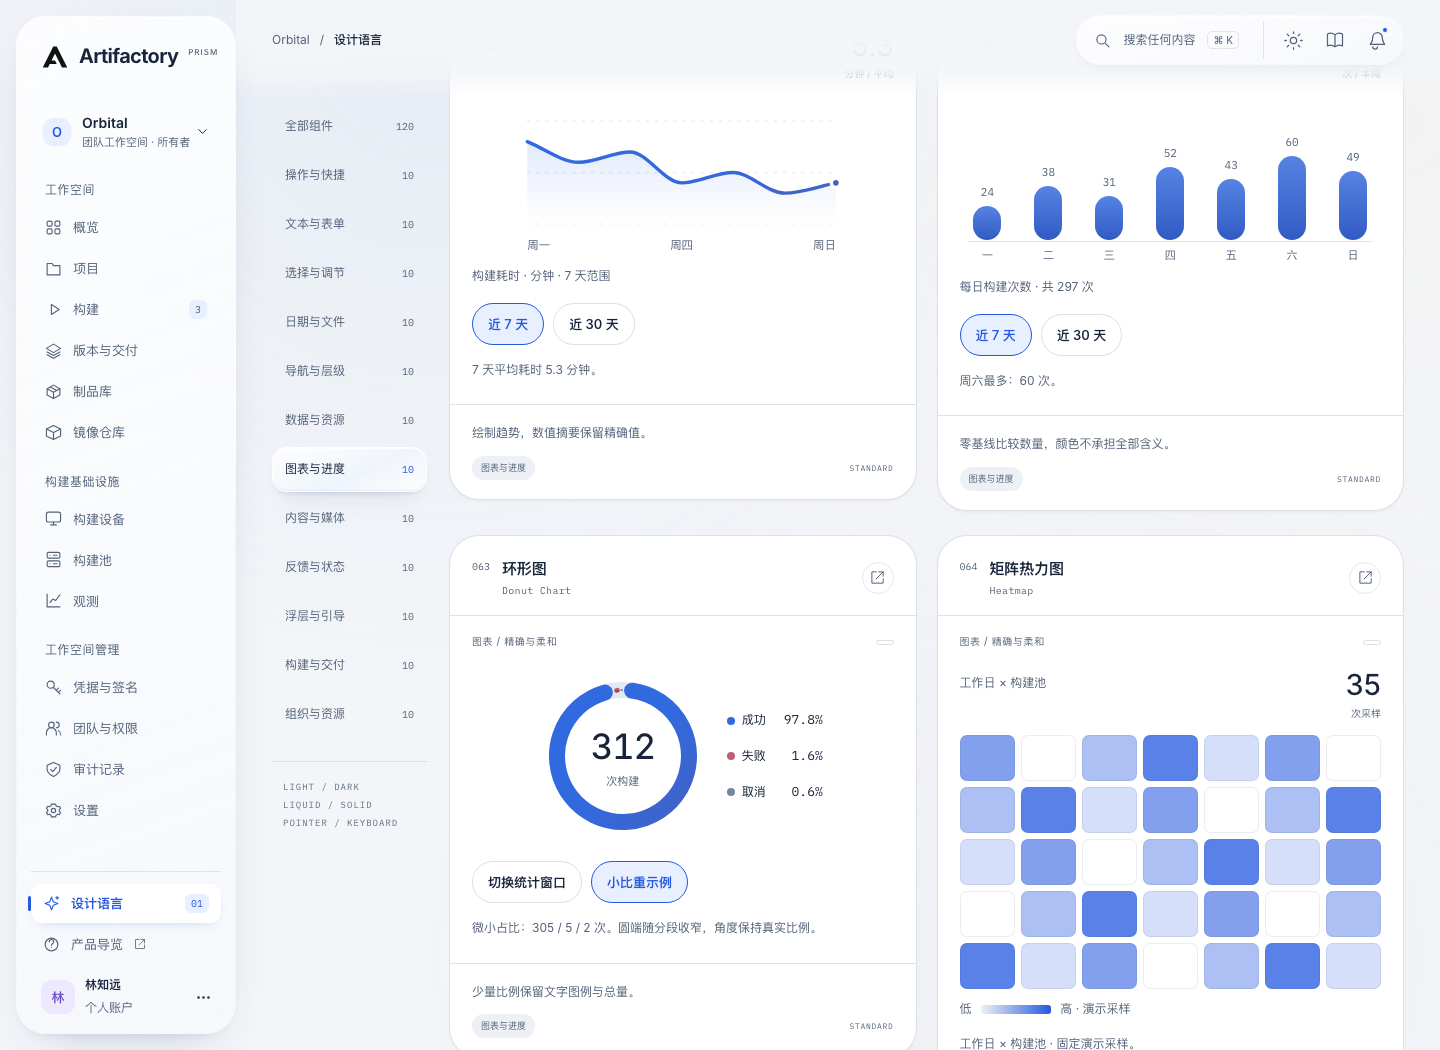 Artifactory PRISM
O Orbital
团队工作空间 · 所有者
工作空间
概览
项目
构建 3
版本与交付
制品库
镜像仓库
构建基础设施
构建设备
构建池
观测
工作空间管理
凭据与签名
团队与权限
审计记录
设置
设计语言 01
产品导览
林 林知远
个人账户
Orbital / 设计语言
搜索任何内容 ⌘ K
全部组件 120
操作与快捷 10
文本与表单 10
选择与调节 10
日期与文件 10
导航与层级 10
数据与资源 10
图表与进度 10
内容与媒体 10
反馈与状态 10
浮层与引导 10
构建与交付 10
组织与资源 10
LIGHT / DARK
LIQUID / SOLID
POINTER / KEYBOARD
5.3
分钟 / 平均
周一 周四 周日
构建耗时 · 分钟 · 7 天范围
近 7 天 近 30 天
7 天平均耗时 5.3 分钟。
绘制趋势，数值摘要保留精确值。
图表与进度 STANDARD
次 / 本周
24 38 31 52 43 60 49
一 二 三 四 五 六 日
每日构建次数 · 共 297 次
近 7 天 近 30 天
周六最多：60 次。
零基线比较数量，颜色不承担全部含义。
图表与进度 STANDARD
063 环形图
Donut Chart
图表 / 精确与柔和
312
次构建
成功 97.8%
失败 1.6%
取消 0.6%
切换统计窗口 小比重示例
微小占比：305 / 5 / 2 次。圆端随分段收窄，角度保持真实比例。
少量比例保留文字图例与总量。
图表与进度 STANDARD
064 矩阵热力图
Heatmap
图表 / 精确与柔和
工作日 × 构建池 35
次采样
低 高 · 演示采样
工作日 × 构建池 · 固定演示采样。